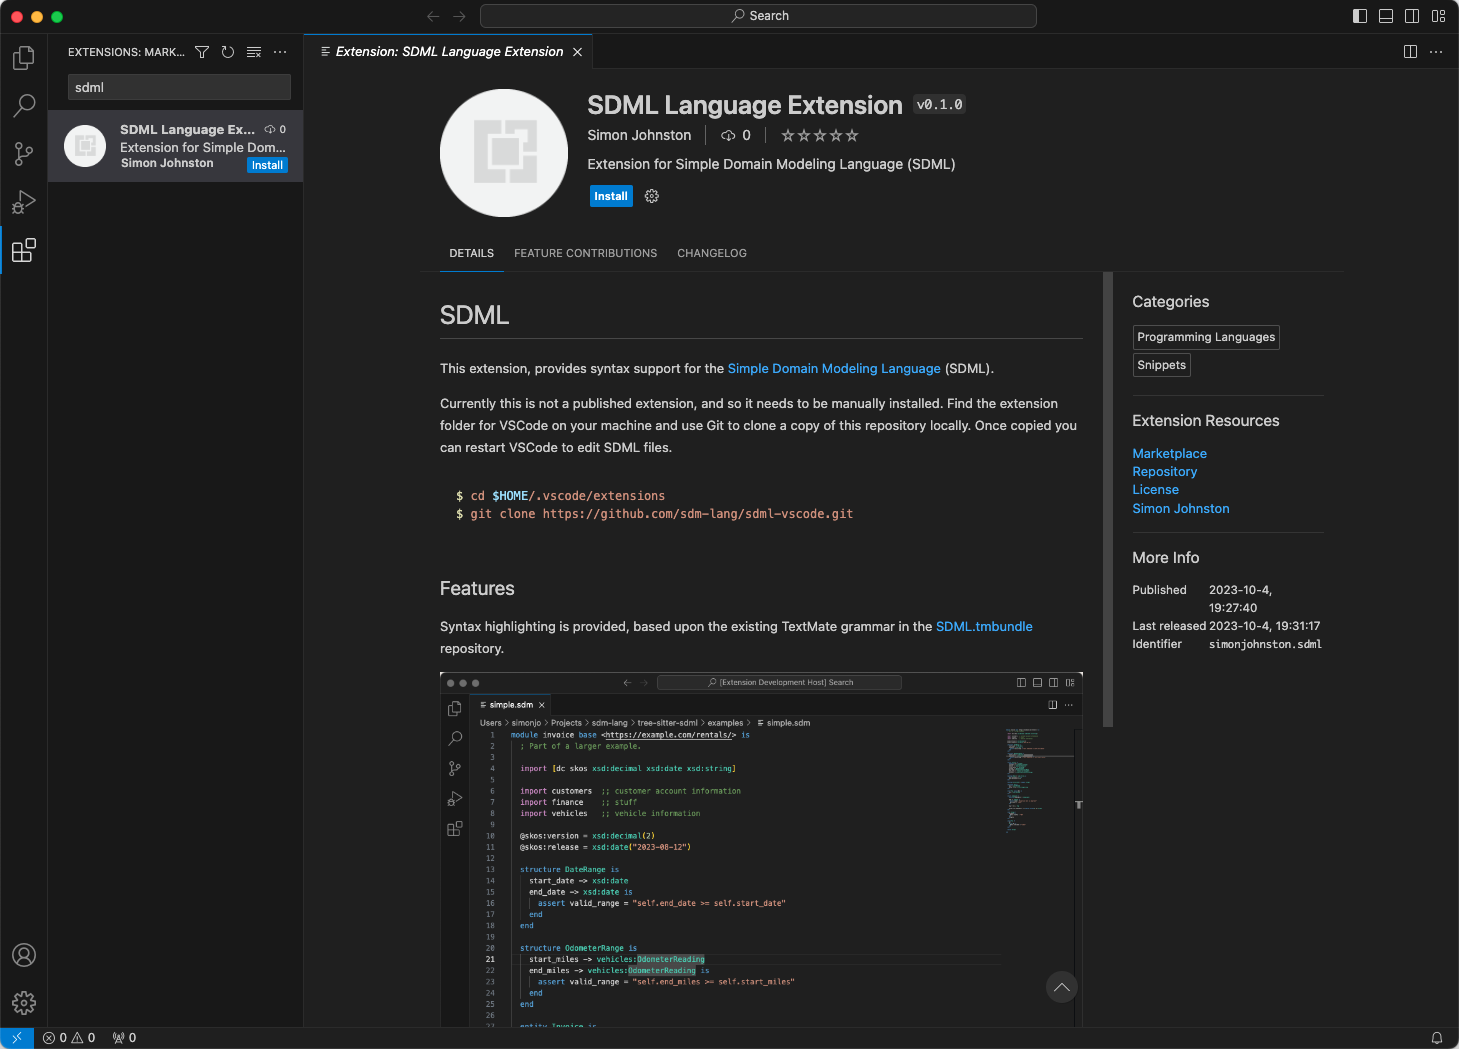 Search
EXTENSIONS: MARK...
sdml
SDML Language Ex... 0
Extension for Simple Dom...
Simon Johnston
Install
Extension: SDML Language Extension
SDML Language Extension v0.1.0
Simon Johnston 0
Extension for Simple Domain Modeling Language (SDML)
Install
DETAILS FEATURE CONTRIBUTIONS CHANGELOG
SDML
This extension, provides syntax support for the Simple Domain Modeling Language (SDML).
Currently this is not a published extension, and so it needs to be manually installed. Find the extension
folder for VSCode on your machine and use Git to clone a copy of this repository locally. Once copied you
can restart VSCode to edit SDML files.
$ cd $HOME/.vscode/extensions
$ git clone https://github.com/sdm-lang/sdml-vscode.git
Features
Syntax highlighting is provided, based upon the existing TextMate grammar in the SDML.tmbundle
repository.
[Extension Development Host] Search
simple.sdm
Users > simonjo > Projects > sdm-lang > tree-sitter-sdml > examples > simple.sdm
1 module invoice base <https://example.com/rentals/> is
2 ; Part of a larger example.
3
4 import [dc skos xsd:decimal xsd:date xsd:string]
5
6 import customers ;; customer account information
7 import finance ;; stuff
8 import vehicles ;; vehicle information
9
10 @skos:version = xsd:decimal(2)
11 @skos:release = xsd:date("2023-08-12")
12
13 structure DateRange is
14 start_date -> xsd:date
15 end_date -> xsd:date is
16 assert valid_range = "self.end_date >= self.start_date"
17 end
18 end
19
20 structure OdometerRange is
21 start_miles -> vehicles:OdometerReading
22 end_miles -> vehicles:OdometerReading is
23 assert valid_range = "self.end_miles >= self.start_miles"
24 end
25 end
26
27 entity Invoice is
Categories
Programming Languages
Snippets
Extension Resources
Marketplace
Repository
License
Simon Johnston
More Info
Published 2023-10-4,
19:27:40
Last released 2023-10-4, 19:31:17
Identifier simonjohnston.sdml
0 0 0